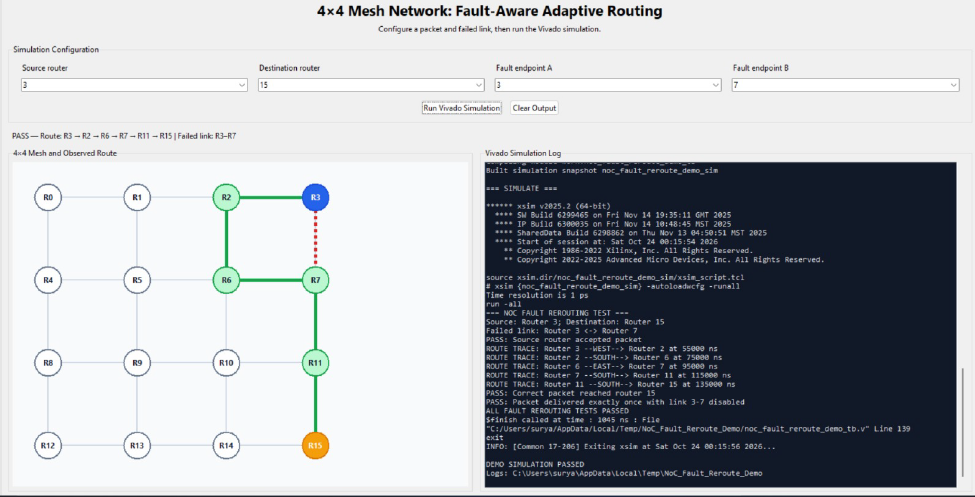 4×4 Mesh Network: Fault-Aware Adaptive Routing
Configure a packet and failed link, then run the Vivado simulation.
Simulation Configuration
Source router
Destination router
Fault endpoint A
Fault endpoint B
3
15
3
7
Run Vivado Simulation
Clear Output
PASS — Route: R3 → R2 → R6 → R7 → R11 → R15 | Failed link: R3–R7
4×4 Mesh and Observed Route
R0
R1
R2
R3
R4
R5
R6
R7
R8
R9
R10
R11
R12
R13
R14
R15
Vivado Simulation Log
Built simulation snapshot noc_fault_reroute_demo_sim
=== SIMULATE ===
****** xsim v2025.2 (64-bit)
**** SW Build 6299465 on Fri Nov 14 19:35:11 GMT 2025
**** IP Build 6300035 on Fri Nov 14 10:48:45 MST 2025
**** SharedData Build 6298862 on Thu Nov 13 04:50:51 MST 2025
**** Start of session at: Sat Oct 24 00:15:54 2026
** Copyright 1986-2022 Xilinx, Inc. All Rights Reserved.
** Copyright 2022-2025 Advanced Micro Devices, Inc. All Rights Reserved.
source xsim.dir/noc_fault_reroute_demo_sim/xsim_script.tcl
# xsim {noc_fault_reroute_demo_sim} -autoloadwcfg -runall
Time resolution is 1 ps
run -all
=== NOC FAULT REROUTING TEST ===
Source: Router 3; Destination: Router 15
Failed link: Router 3 <-> Router 7
PASS: Source router accepted packet
ROUTE TRACE: Router 3 --WEST--> Router 2 at 55000 ns
ROUTE TRACE: Router 2 --SOUTH--> Router 6 at 75000 ns
ROUTE TRACE: Router 6 --EAST--> Router 7 at 95000 ns
ROUTE TRACE: Router 7 --SOUTH--> Router 11 at 115000 ns
ROUTE TRACE: Router 11 --SOUTH--> Router 15 at 135000 ns
PASS: Correct packet reached router 15
PASS: Packet delivered exactly once with link 3-7 disabled
ALL FAULT REROUTING TESTS PASSED
$finish called at time : 1045 ns : File
"C:/Users/surya/AppData/Local/Temp/NoC_Fault_Reroute_Demo/noc_fault_reroute_demo_tb.v" Line 139
exit
INFO: [Common 17-206] Exiting xsim at Sat Oct 24 00:15:56 2026...
DEMO SIMULATION PASSED
Logs: C:\Users\surya\AppData\Local\Temp\NoC_Fault_Reroute_Demo